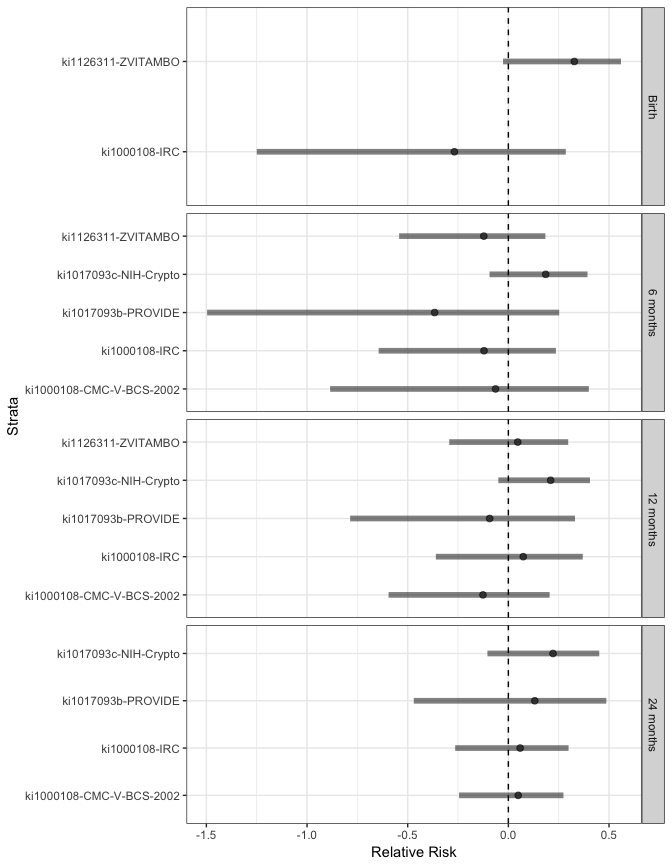 Strata
Birth
ki1126311-ZVITAMBO
ki1000108-IRC
6 months
ki1126311-ZVITAMBO
ki1017093c-NIH-Crypto
ki1017093b-PROVIDE
ki1000108-IRC
ki1000108-CMC-V-BCS-2002
12 months
ki1126311-ZVITAMBO
ki1017093c-NIH-Crypto
ki1017093b-PROVIDE
ki1000108-IRC
ki1000108-CMC-V-BCS-2002
24 months
ki1017093c-NIH-Crypto
ki1017093b-PROVIDE
ki1000108-IRC
ki1000108-CMC-V-BCS-2002
-1.5 -1.0 -0.5 0.0 0.5
Relative Risk